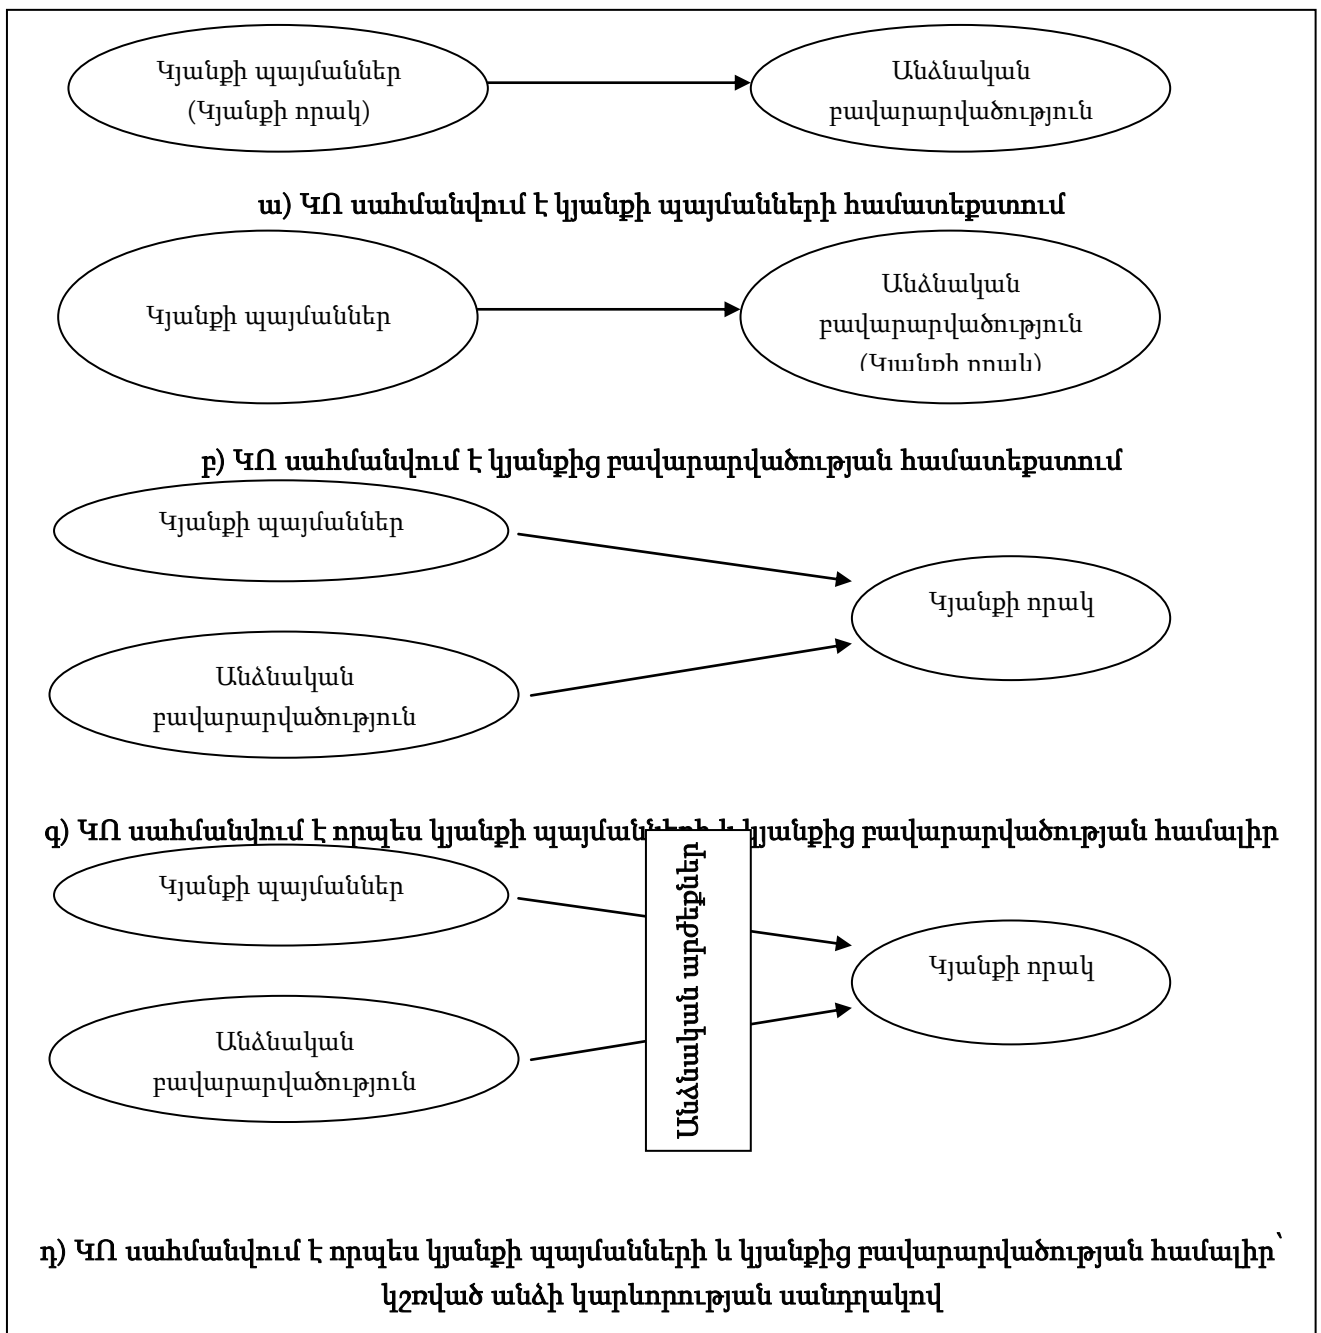 Կյանքի պայմաններ
(Կյանքի որակ)
Անձնական
բավարարվածություն
ա) ԿՈ սահմանվում է կյանքի պայմանների համատեքստում
Կյանքի պայմաններ
Անձնական
բավարարվածություն
(Կյանքի որակ)
բ) ԿՈ սահմանվում է կյանքից բավարարվածության համատեքստում
Կյանքի պայմաններ
Կյանքի որակ
Անձնական
բավարարվածություն
գ) ԿՈ սահմանվում է որպես կյանքի պայմանների և կյանքից բավարարվածության համալիր
Կյանքի պայմաններ
Անձնական արժեքներ
Կյանքի որակ
Անձնական
բավարարվածություն
դ) ԿՈ սահմանվում է որպես կյանքի պայմանների և կյանքից բավարարվածության համալիր՝
կշռված անձի կարևորության սանդղակով